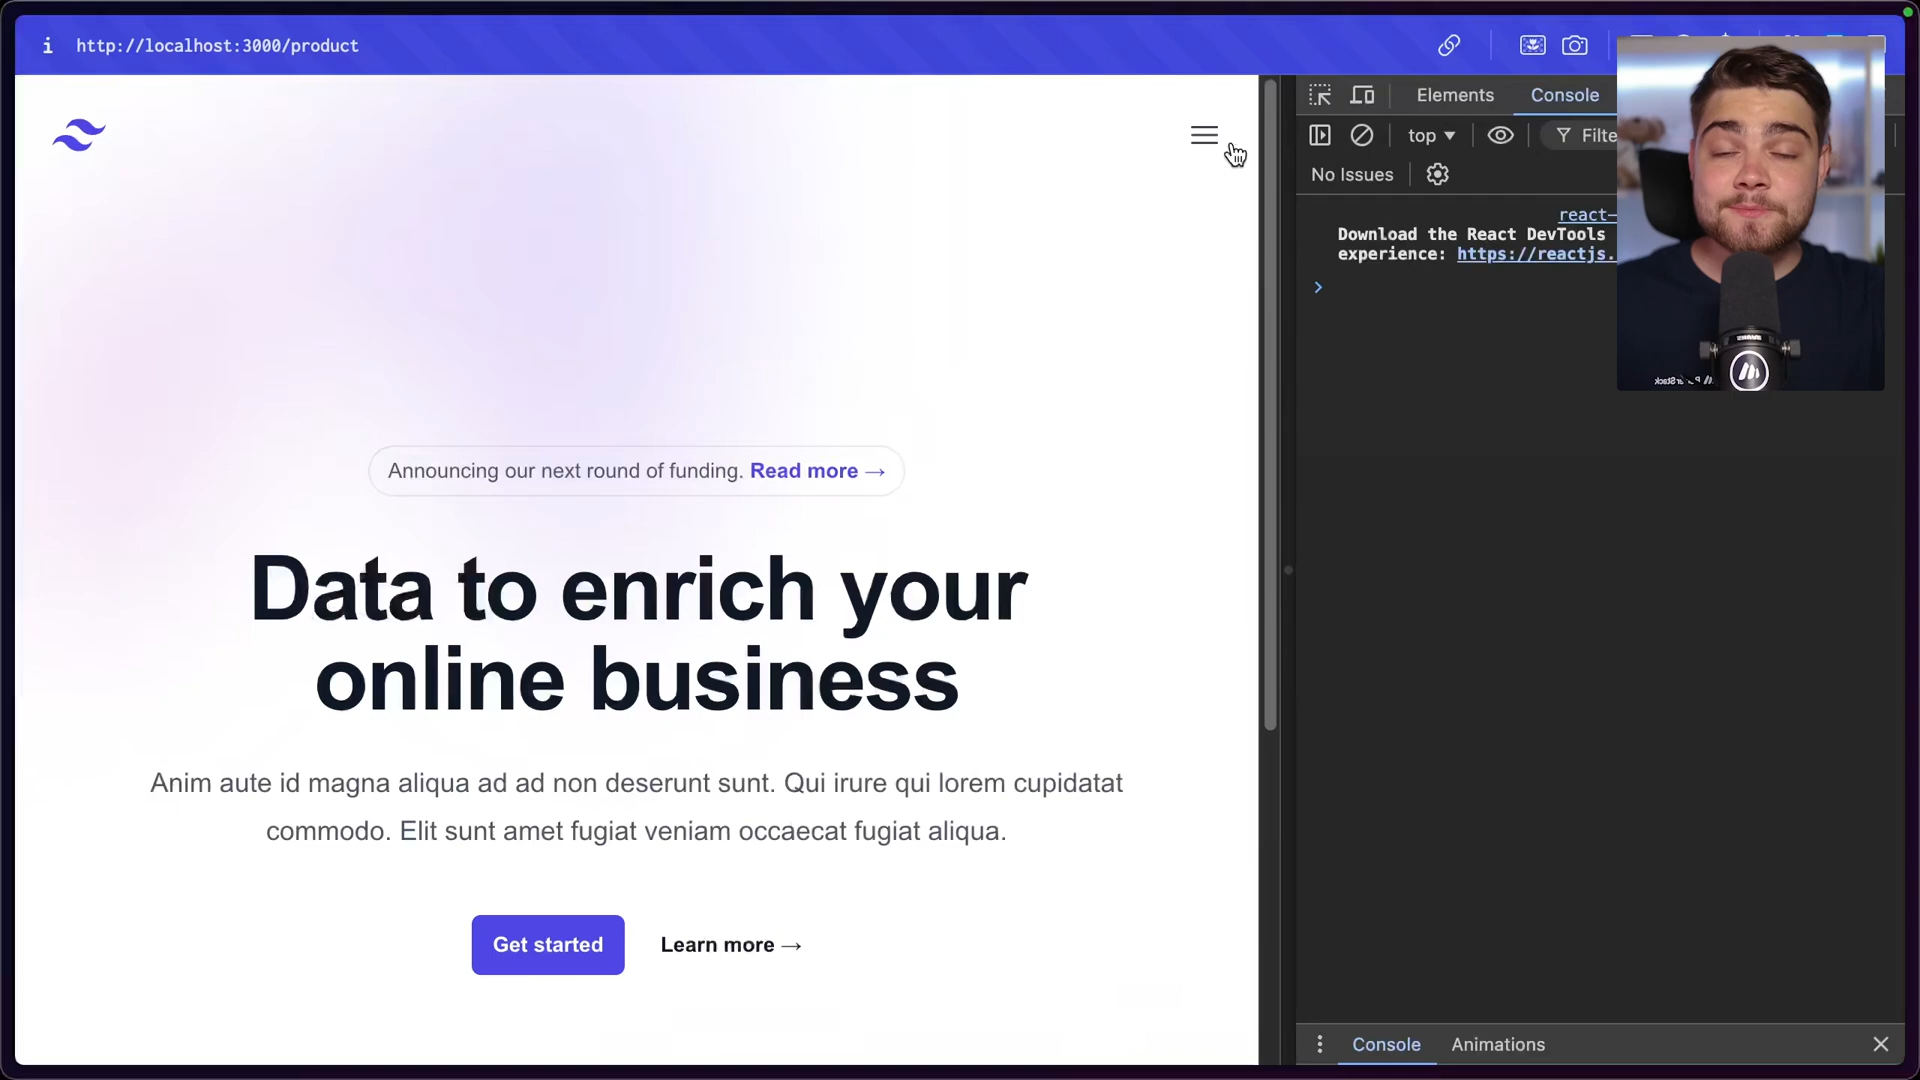 http://localhost:3000/product
Elements
Console
top
Filte
No Issues
react-
Download the React DevTools
experience: https://reactjs.
Announcing our next round of funding. Read more →
Data to enrich your
online business
Anim aute id magna aliqua ad ad non deserunt sunt. Qui irure qui lorem cupidatat
commodo. Elit sunt amet fugiat veniam occaecat fugiat aliqua.
Get started
Learn more →
Console
Animations